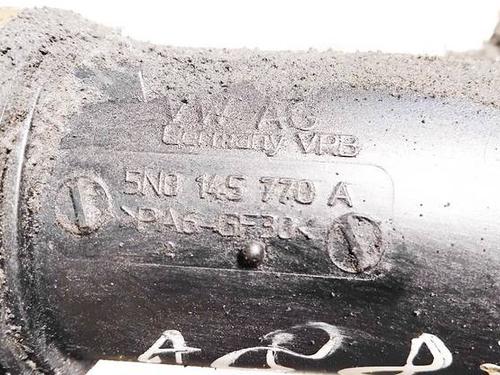 VW AG
Germany VRB
5N0 145 770 A
>PA6-GF30<